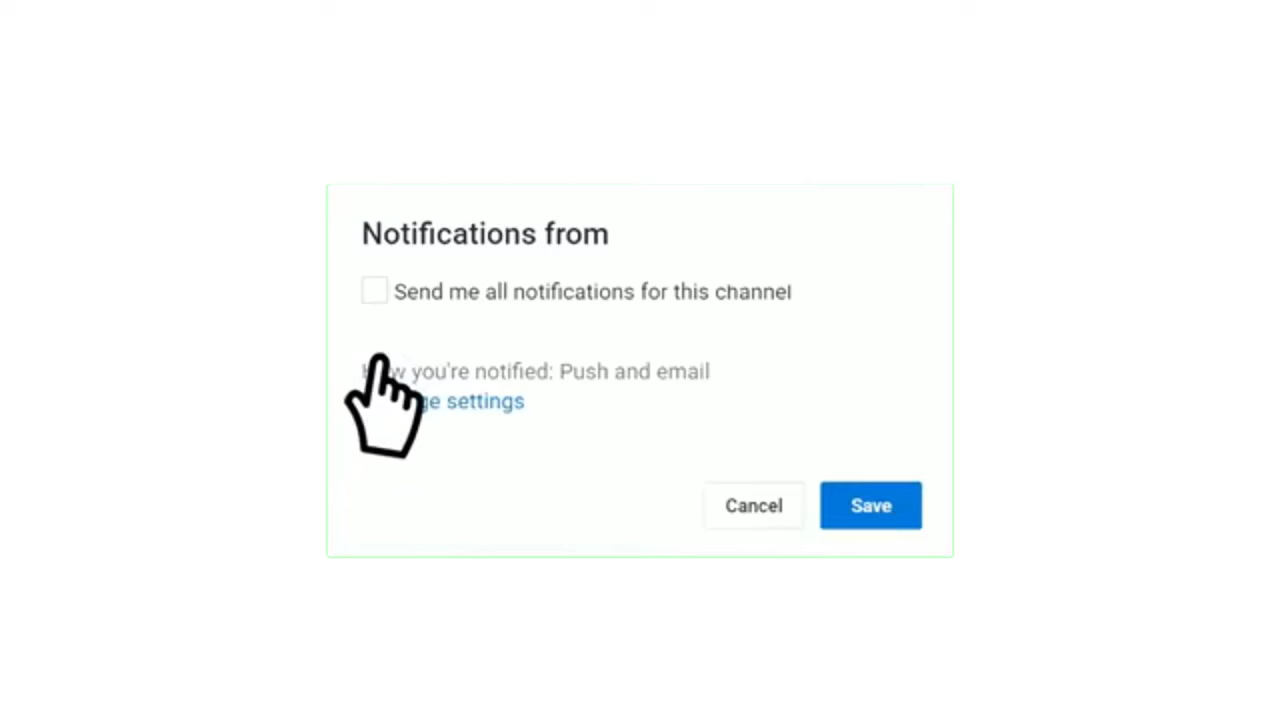 Notifications from
Send me all notifications for this channel
you're notified: Push and email
settings
Cancel
Save